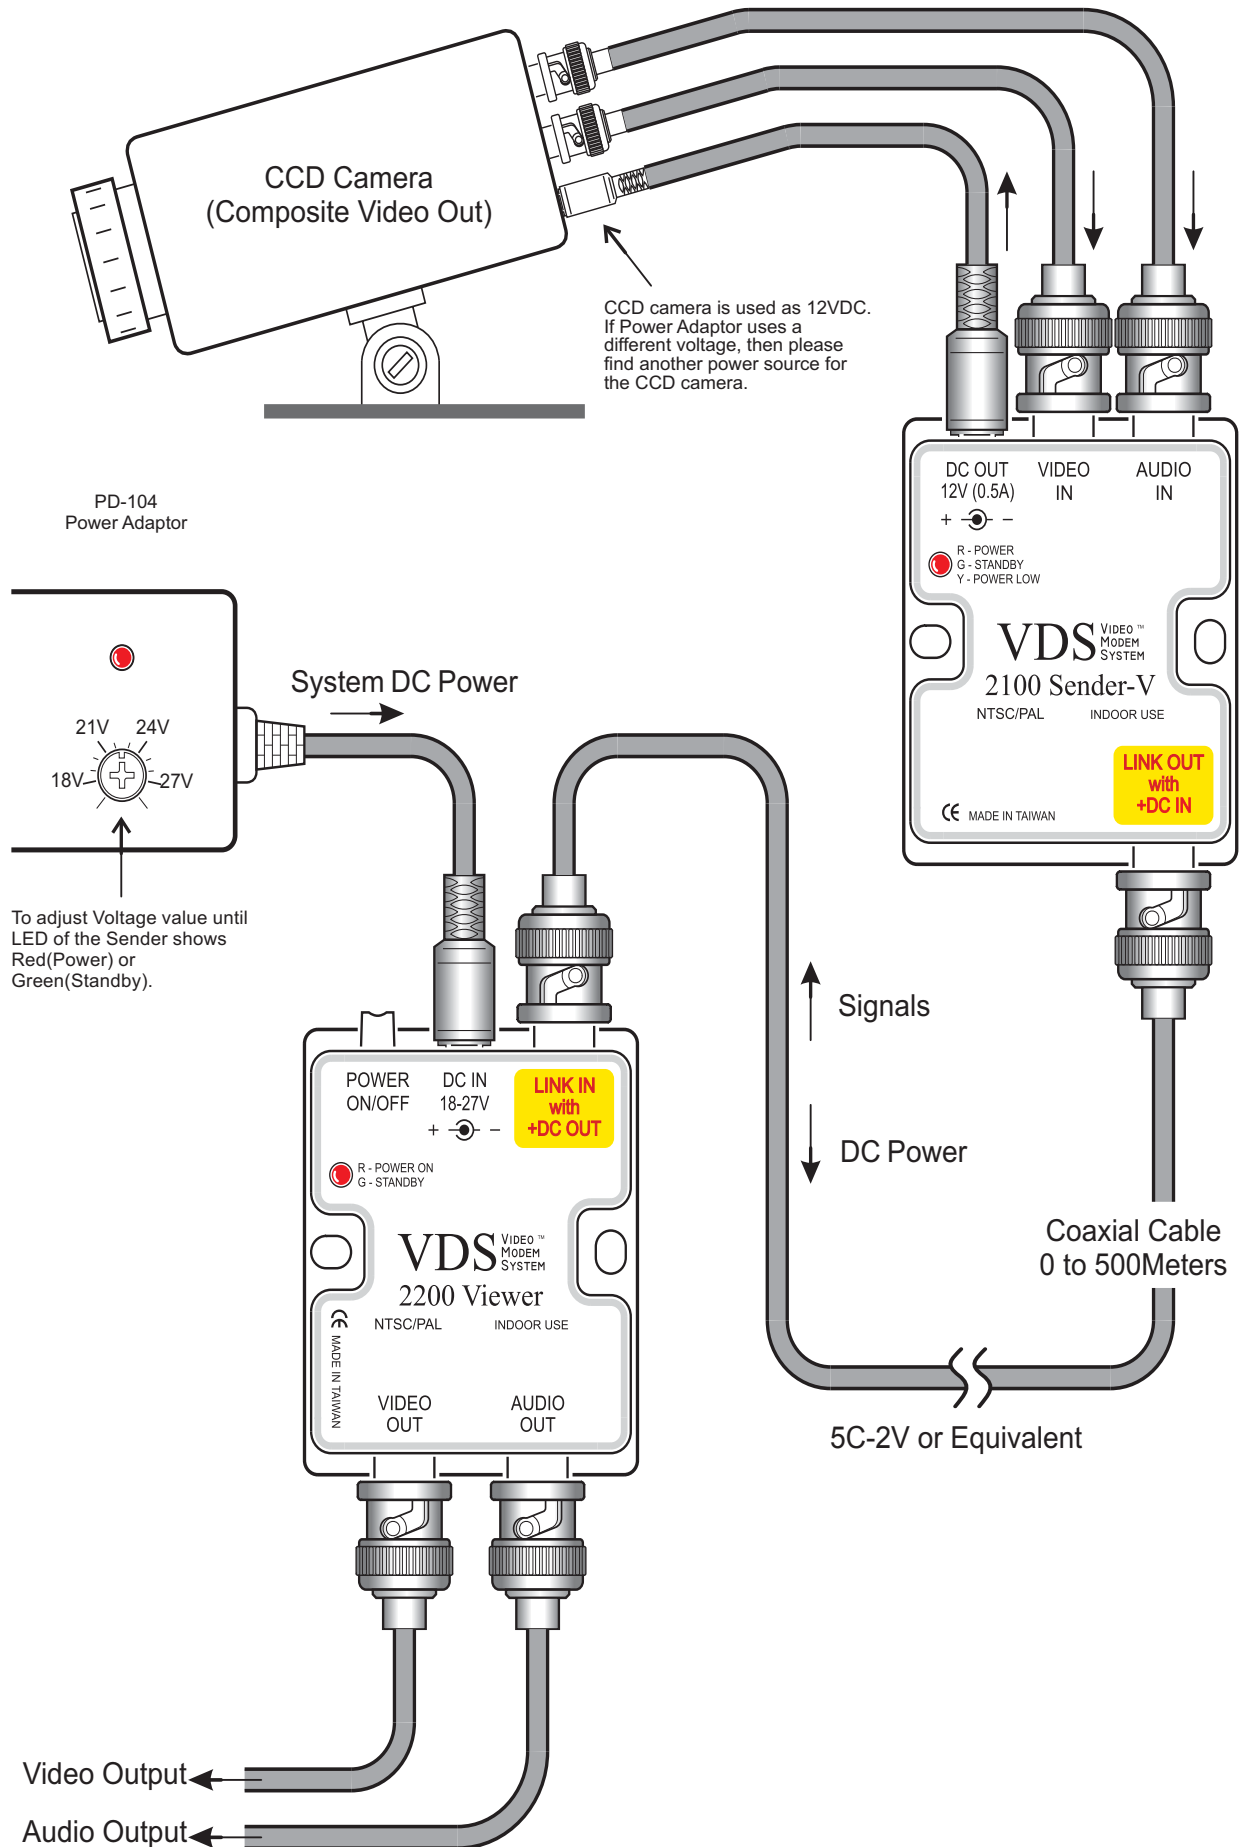 CCD Camera
(Composite Video Out)
CCD camera is used as 12VDC.
If Power Adaptor uses a
different voltage, then please
find another power source for
the CCD camera.
DC OUT
12V (0.5A)
+ -
VIDEO
IN
AUDIO
IN
R - POWER
G - STANDBY
Y - POWER LOW
VDS VIDEO ™
MODEM
SYSTEM
2100 Sender-V
NTSC/PAL INDOOR USE
LINK OUT
with
+DC IN
CE MADE IN TAIWAN
PD-104
Power Adaptor
21V 24V
18V 27V
System DC Power
To adjust Voltage value until
LED of the Sender shows
Red(Power) or
Green(Standby).
POWER
ON/OFF
DC IN
18-27V
+ -
LINK IN
with
+DC OUT
R - POWER ON
G - STANDBY
VDS VIDEO ™
MODEM
SYSTEM
2200 Viewer
NTSC/PAL INDOOR USE
CE MADE IN TAIWAN
VIDEO
OUT
AUDIO
OUT
Signals
DC Power
Coaxial Cable
0 to 500Meters
5C-2V or Equivalent
Video Output
Audio Output